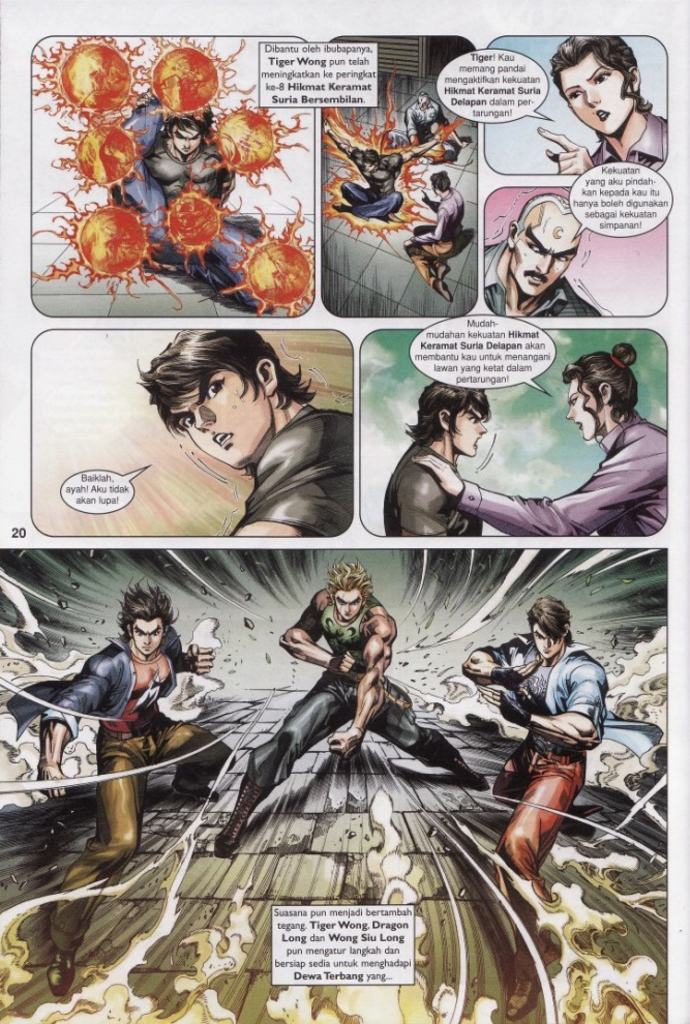 Dibantu oleh ibubapanya,
Tiger Wong pun telah
meningkatkan ke peringkat
ke-8 Hikmat Keramat
Suria Bersembilan.
Tiger! Kau
memang pandai
mengaktifkan kekuatan
Hikmat Keramat Suria
Delapan dalam per-
tarungan!
Kekuatan
yang aku pindah-
kan kepada kau itu
hanya boleh digunakan
sebagai kekuatan
simpanan!
Baiklah,
ayah! Aku tidak
akan lupa!
Mudah-
mudahan kekuatan Hikmat
Keramat Suria Delapan akan
membantu kau untuk menangani
lawan yang ketat dalam
pertarungan!
20
Suasana pun menjadi bertambah
tegang. Tiger Wong, Dragon
Long dan Wong Siu Long
pun mengatur langkah dan
bersiap sedia untuk menghadapi
Dewa Terbang yang...